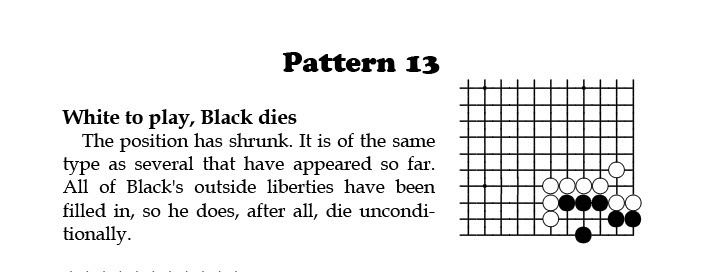 Pattern 13
White to play, Black dies
The position has shrunk. It is of the same
type as several that have appeared so far.
All of Black's outside liberties have been
filled in, so he does, after all, die uncondi-
tionally.